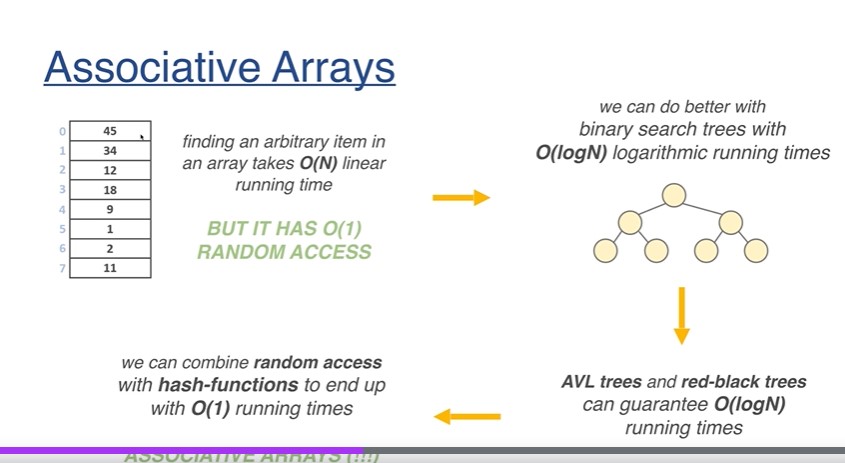 Associative Arrays
0 45
1 34
2 12
3 18
4 9
5 1
6 2
7 11
finding an arbitrary item in
an array takes O(N) linear
running time
BUT IT HAS O(1)
RANDOM ACCESS
we can do better with
binary search trees with
O(logN) logarithmic running times
AVL trees and red-black trees
can guarantee O(logN)
running times
we can combine random access
with hash-functions to end up
with O(1) running times
ASSOCIATIVE ARRAYS (!!!)